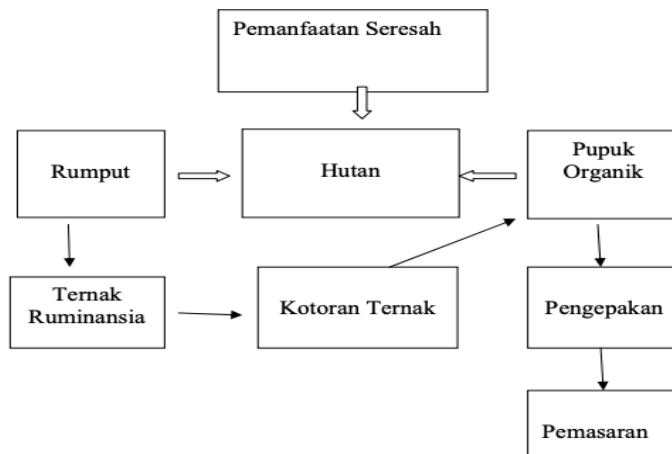 Pemanfaatan Seresah
Rumput
Hutan
Pupuk
Organik
Ternak
Ruminansia
Kotoran Ternak
Pengepakan
Pemasaran